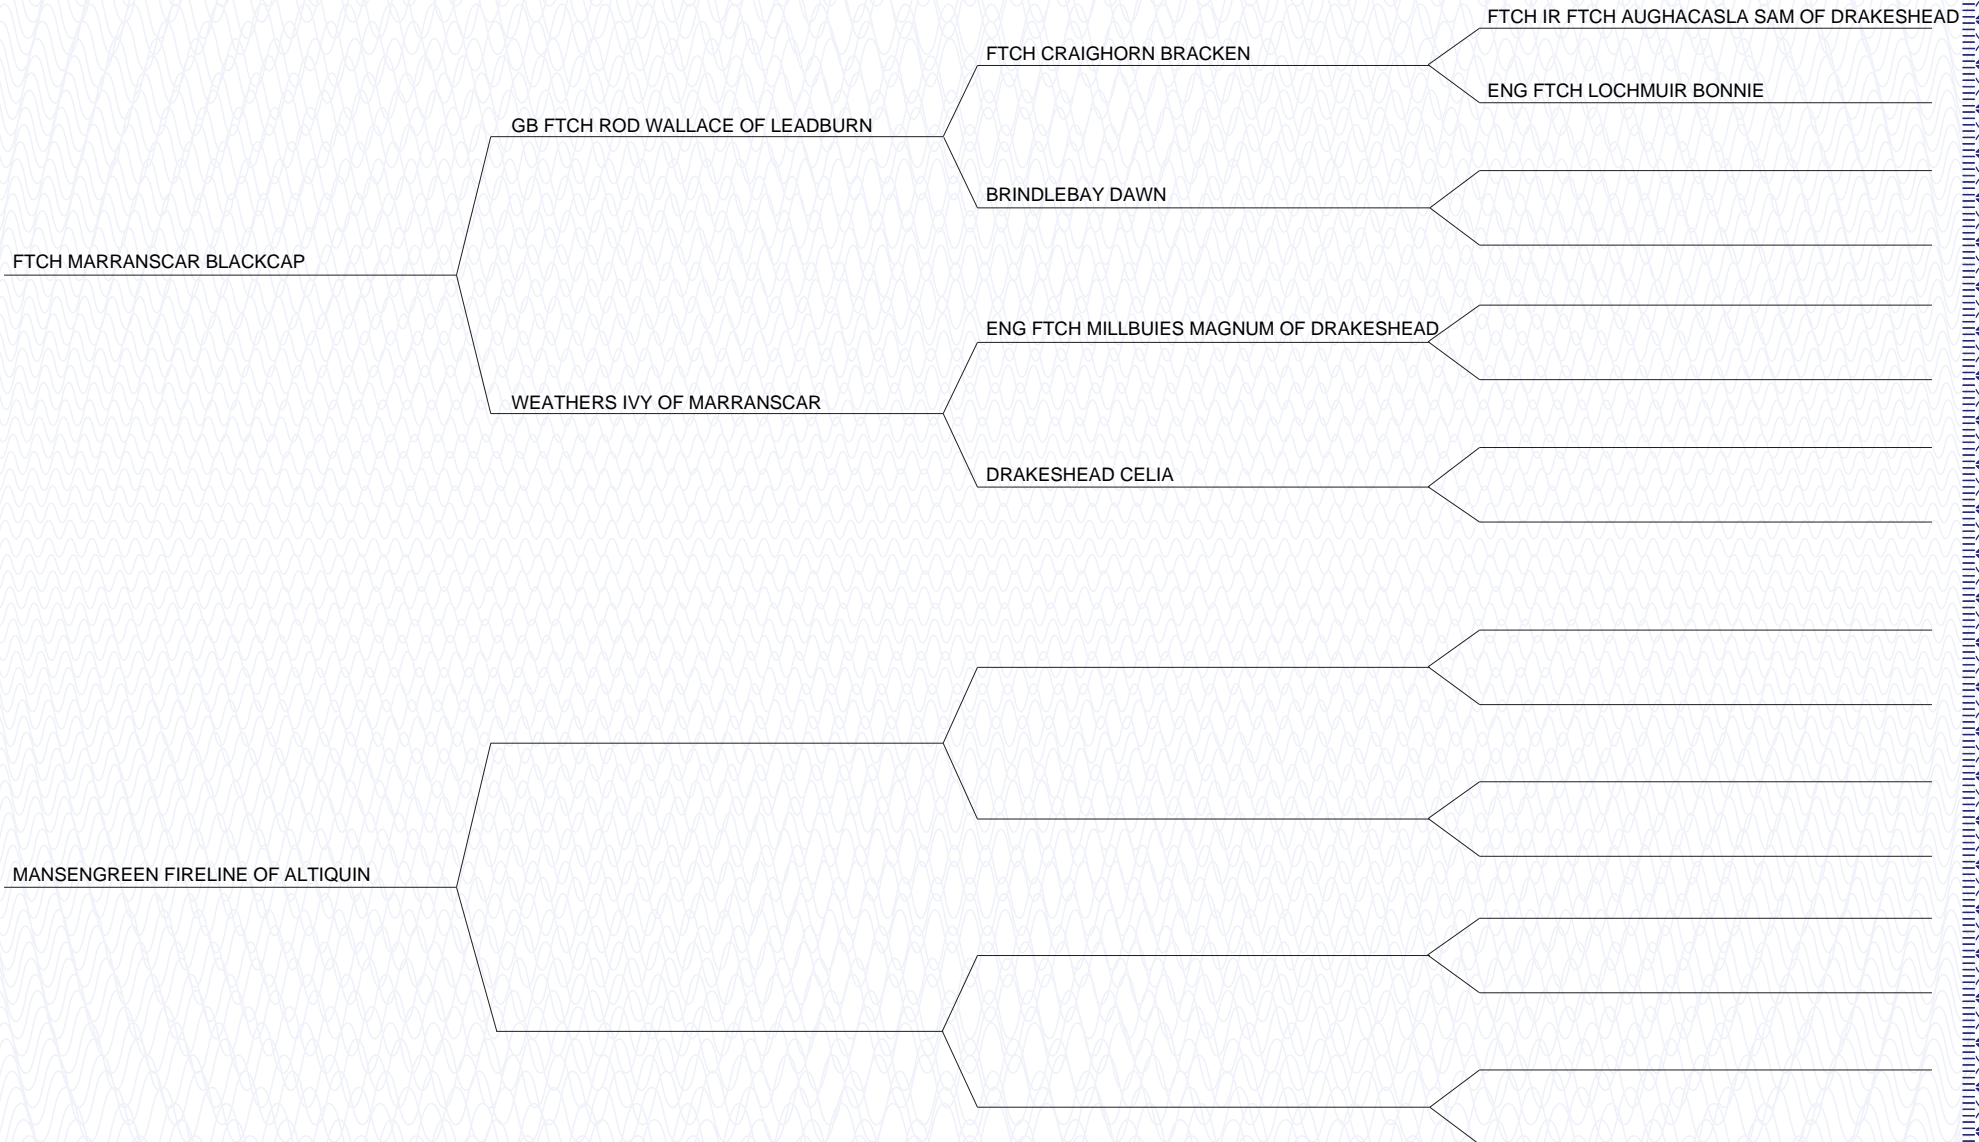 FTCH IR FTCH AUGHACASLA SAM OF DRAKESHEAD
FTCH CRAIGHORN BRACKEN
ENG FTCH LOCHMUIR BONNIE
GB FTCH ROD WALLACE OF LEADBURN
BRINDLEBAY DAWN
FTCH MARRANSCAR BLACKCAP
ENG FTCH MILLBUIES MAGNUM OF DRAKESHEAD
WEATHERS IVY OF MARRANSCAR
DRAKESHEAD CELIA
MANSENGREEN FIRELINE OF ALTIQUIN